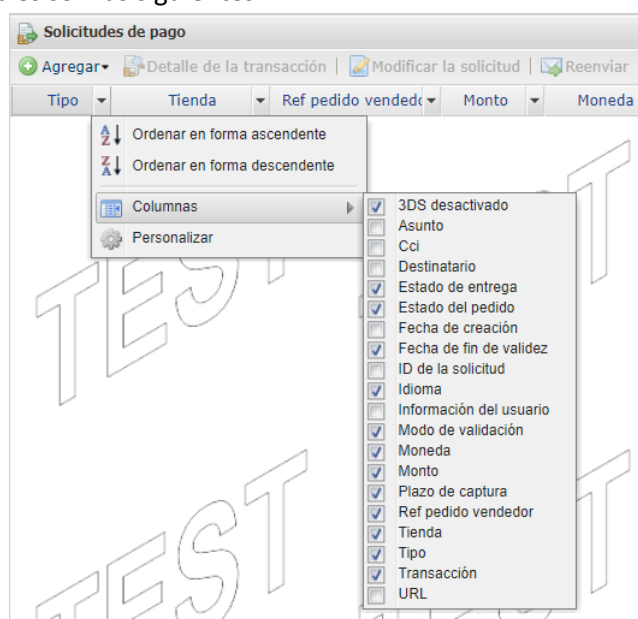 Solicitudes de pago
Agregar Detalle de la transacción | Modificar la solicitud | Reenviar
Tipo Tienda Ref pedido vendedo Monto Moneda
Ordenar en forma ascendente
Ordenar en forma descendente
Columnas
Personalizar
3DS desactivado
Asunto
Cci
Destinatario
Estado de entrega
Estado del pedido
Fecha de creación
Fecha de fin de validez
ID de la solicitud
Idioma
Información del usuario
Modo de validación
Moneda
Monto
Plazo de captura
Ref pedido vendedor
Tienda
Tipo
Transacción
URL
TEST
TEST